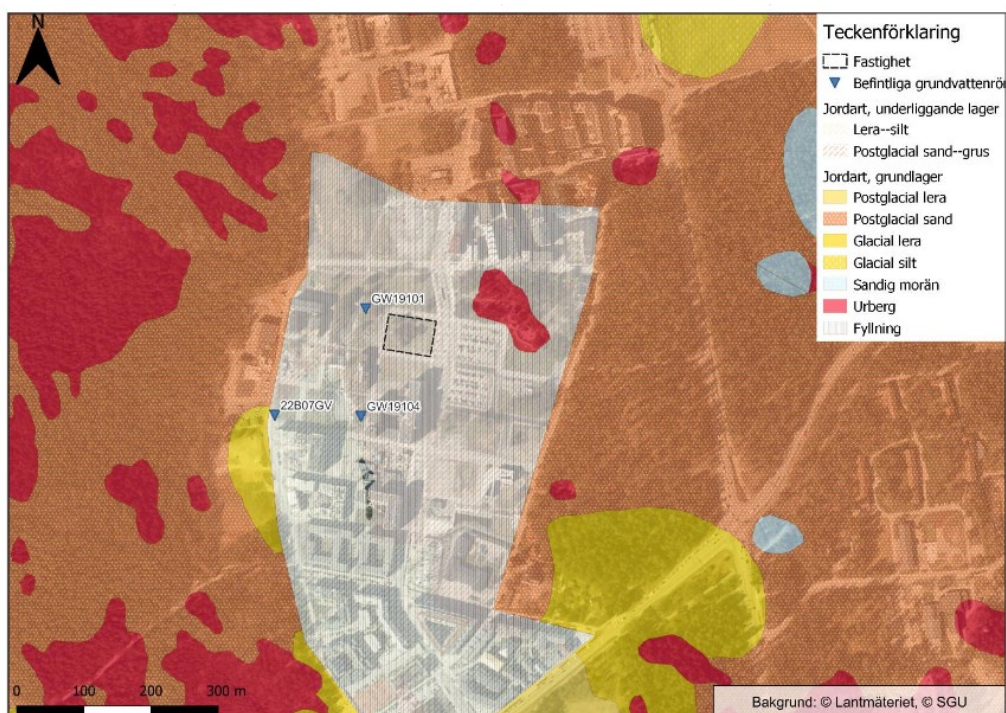 N
Teckenförklaring
Fastighet
Befintliga grundvattenrör
Jordart, underliggande lager
Lera--silt
Postglacial sand--grus
Jordart, grundlager
Postglacial lera
Postglacial sand
Glacial lera
Glacial silt
Sandig morän
Urberg
Fyllning
GW19101
22B07GV
GW19104
0 100 200 300 m
Bakgrund: © Lantmäteriet, © SGU